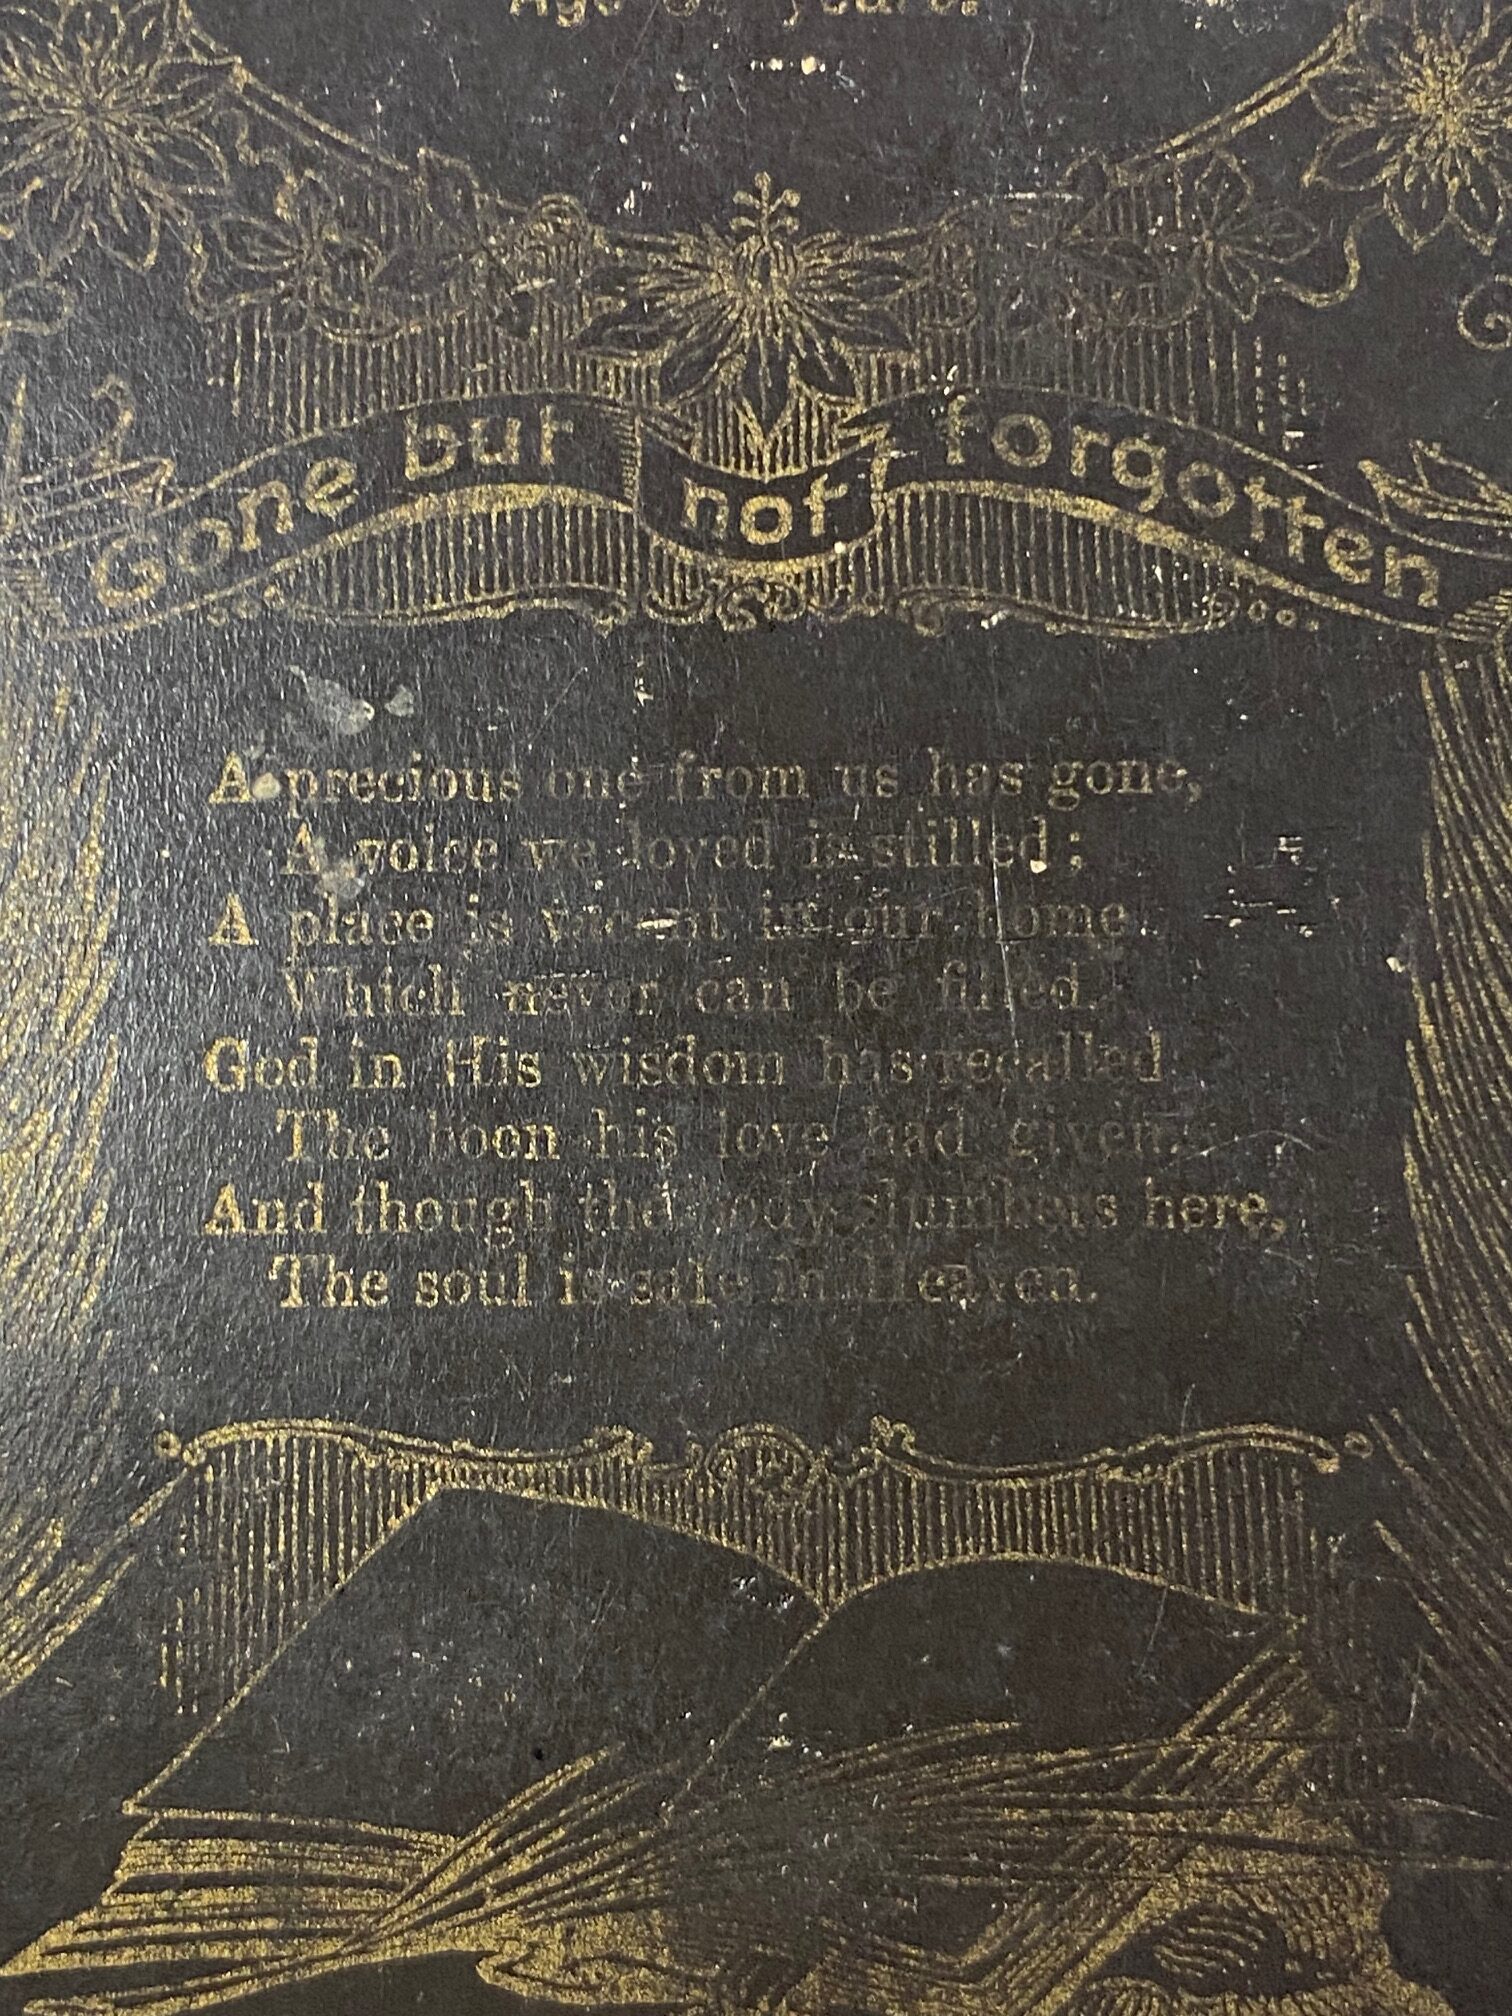 Age years.
Gone but not forgotten
A precious one from us has gone,
A voice we loved is stilled;
A place is vacant in our home
Which never can be filled.
God in His wisdom has recalled
The boon his love had given.
And though the body slumbers here,
The soul is safe in Heaven.